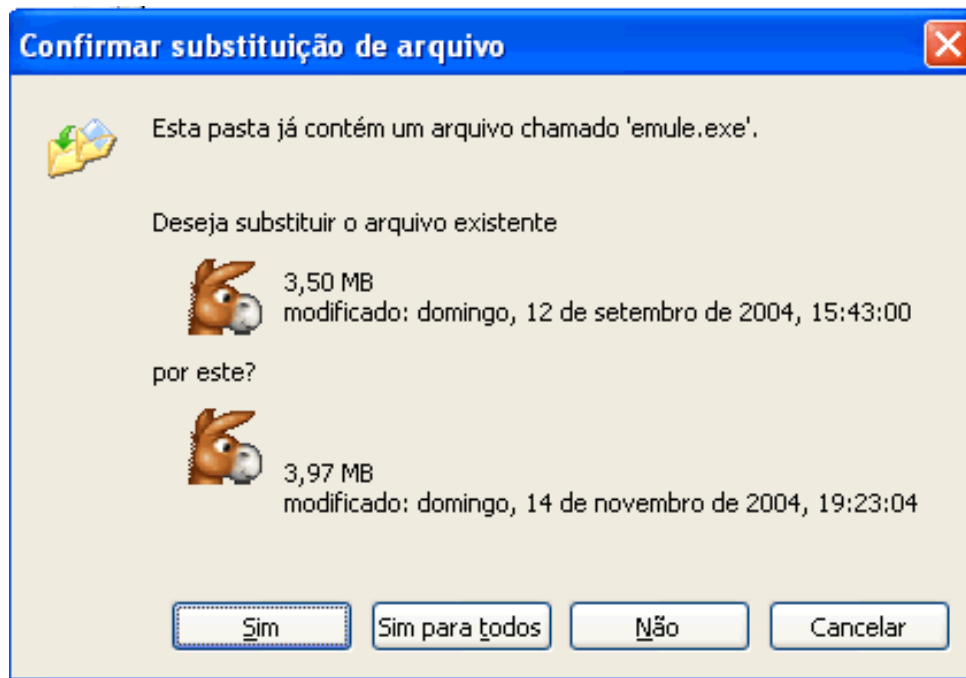 Confirmar substituição de arquivo
Esta pasta já contém um arquivo chamado 'emule.exe'.
Deseja substituir o arquivo existente
3,50 MB
modificado: domingo, 12 de setembro de 2004, 15:43:00
por este?
3,97 MB
modificado: domingo, 14 de novembro de 2004, 19:23:04
Sim Sim para todos Não Cancelar